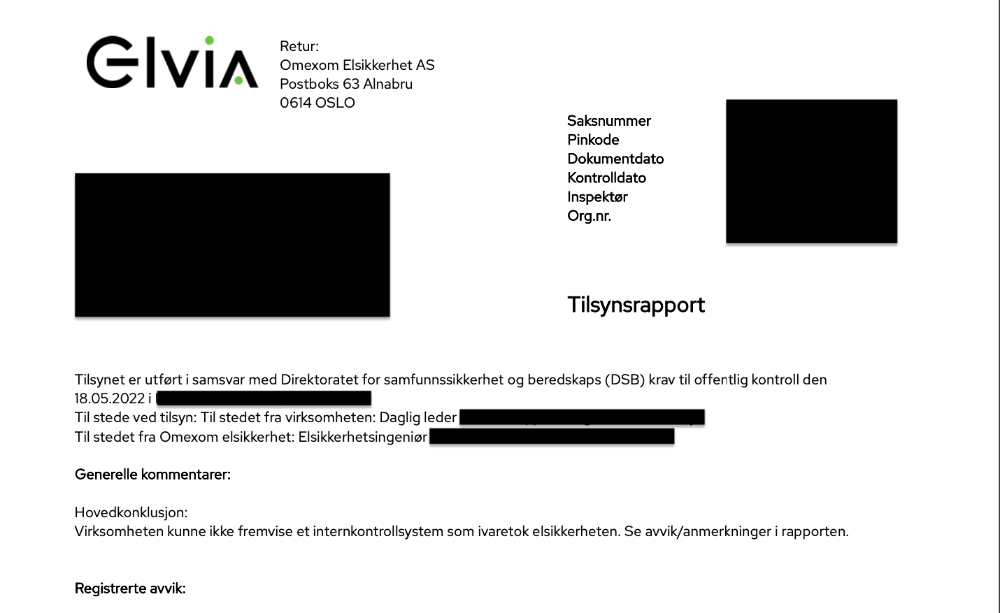 Elvia
Retur:
Omexom Elsikkerhet AS
Postboks 63 Alnabru
0614 OSLO
Saksnummer
Pinkode
Dokumentdato
Kontrolldato
Inspektør
Org.nr.
Tilsynsrapport
Tilsynet er utført i samsvar med Direktoratet for samfunnssikkerhet og beredskaps (DSB) krav til offentlig kontroll den
18.05.2022 i
Til stede ved tilsyn: Til stedet fra virksomheten: Daglig leder
Til stedet fra Omexom elsikkerhet: Elsikkerhetsingeniør
Generelle kommentarer:
Hovedkonklusjon:
Virksomheten kunne ikke fremvise et internkontrollsystem som ivaretok elsikkerheten. Se avvik/anmerkninger i rapporten.
Registrerte avvik: